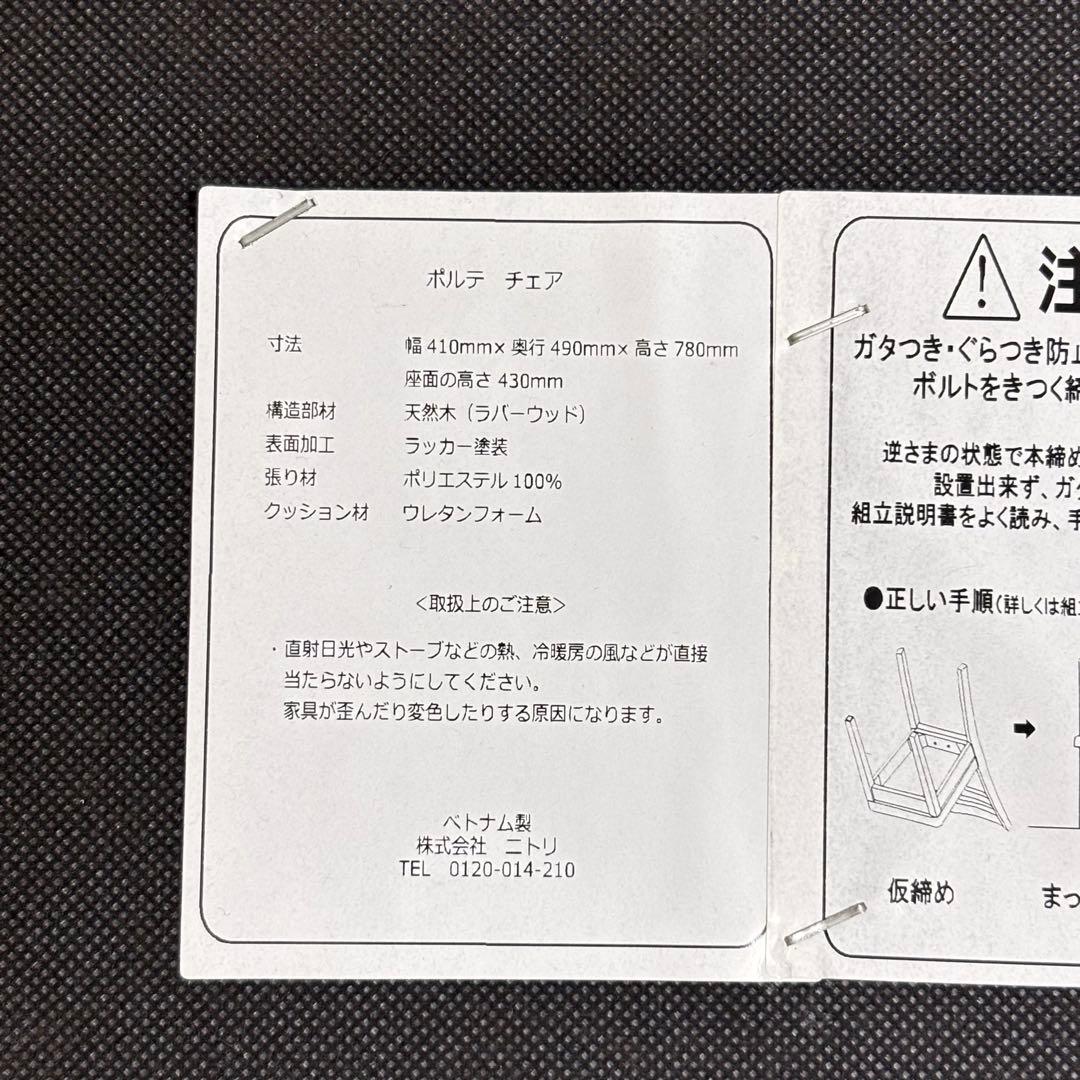 ポルテ チェア
寸法 幅 410mm× 奥行 490mm× 高さ 780mm
座面の高さ 430mm
構造部材 天然木（ラバーウッド）
表面加工 ラッカー塗装
張り材 ポリエステル 100%
クッション材 ウレタンフォーム
＜取扱上のご注意＞
・直射日光やストーブなどの熱、冷暖房の風などが直接
当たらないようにしてください。
家具が歪んだり変色したりする原因になります。
ベトナム製
株式会社 ニトリ
TEL 0120-014-210
注
ガタつき・ぐらつき防止
ボルトをきつく締
逆さまの状態で本締め
設置出来ず、ガタ
組立説明書をよく読み、手
●正しい手順（詳しくは組立
仮締め
まっ